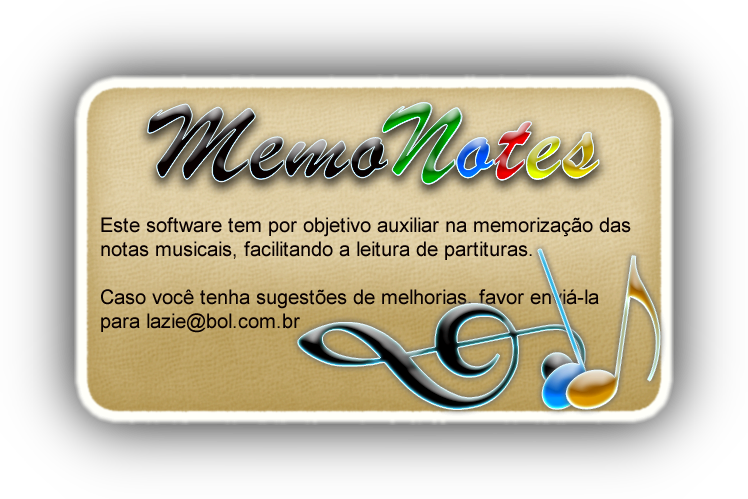 MemoNotes
Este software tem por objetivo auxiliar na memorização das
notas musicais, facilitando a leitura de partituras.
Caso você tenha sugestões de melhorias, favor enviá-la
para lazie@bol.com.br